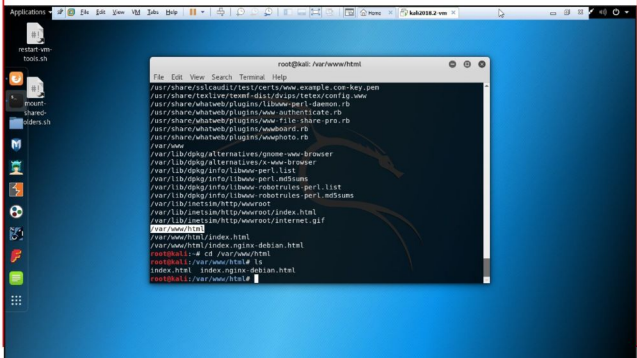 Applications
File Edit View VM Tabs Help
Home
kali2018.2-vm
restart-vm-
tools.sh
mount-
shared-
folders.sh
root@kali: /var/www/html
File Edit View Search Terminal Help
/usr/share/sslcaudit/test/certs/www.example.com-key.pem
/usr/share/texlive/texmf-dist/dvips/tetex/config.www
/usr/share/whatweb/plugins/libwww-perl-daemon.rb
/usr/share/whatweb/plugins/www-authenticate.rb
/usr/share/whatweb/plugins/www-file-share-pro.rb
/usr/share/whatweb/plugins/wwwboard.rb
/usr/share/whatweb/plugins/wwwphoto.rb
/var/www
/var/lib/dpkg/alternatives/gnome-www-browser
/var/lib/dpkg/alternatives/x-www-browser
/var/lib/dpkg/info/libwww-perl.list
/var/lib/dpkg/info/libwww-perl.md5sums
/var/lib/dpkg/info/libwww-robotrules-perl.list
/var/lib/dpkg/info/libwww-robotrules-perl.md5sums
/var/lib/inetsim/http/wwwroot
/var/lib/inetsim/http/wwwroot/index.html
/var/lib/inetsim/http/wwwroot/internet.gif
/var/www/html
/var/www/html/index.html
/var/www/html/index.nginx-debian.html
root@kali:~# cd /var/www/html
root@kali:/var/www/html# ls
index.html index.nginx-debian.html
root@kali:/var/www/html#